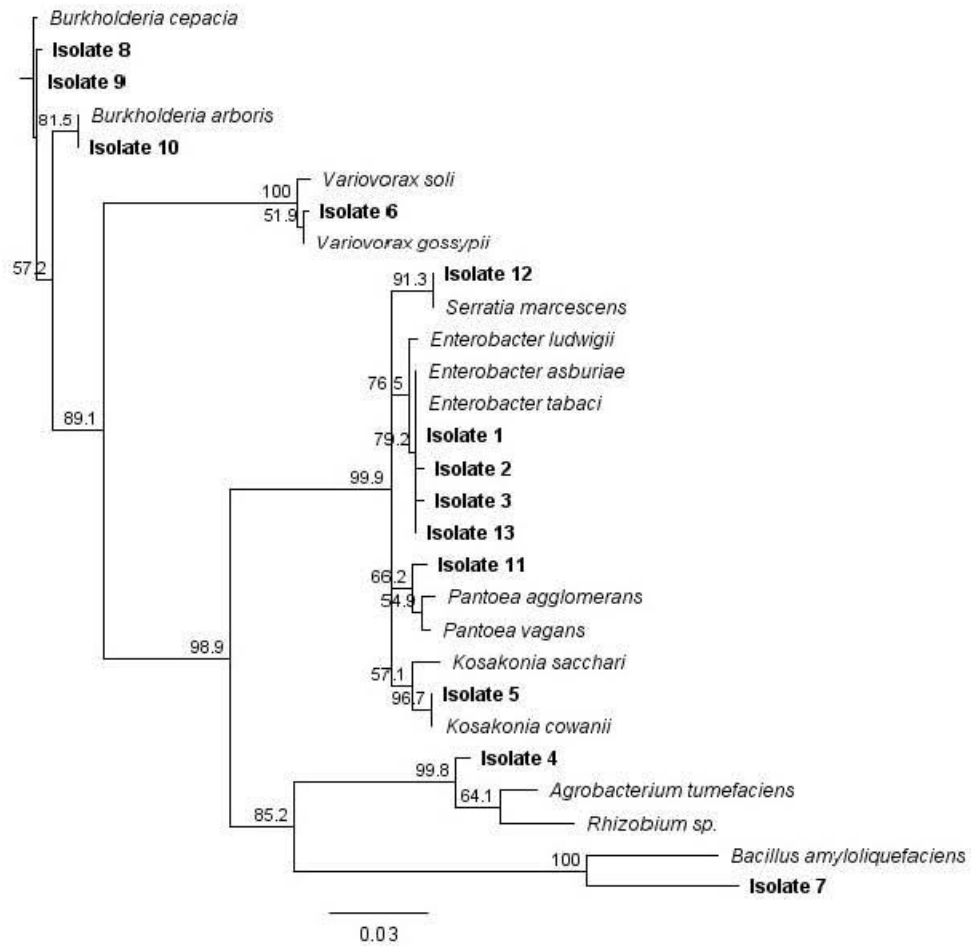 Burkholderia cepacia
Isolate 8
Isolate 9
81.5
Burkholderia arboris
Isolate 10
Variovorax soli
100
51.9
Isolate 6
Variovorax gossypii
57.2
91.3
Isolate 12
Serratia marcescens
Enterobacter ludwigii
Enterobacter asburiae
76.5
Enterobacter tabaci
89.1
79.2
Isolate 1
Isolate 2
99.9
Isolate 3
Isolate 13
Isolate 11
66.2
54.9
Pantoea agglomerans
Pantoea vagans
98.9
Kosakonia sacchari
57.1
96.7
Isolate 5
Kosakonia cowanii
Isolate 4
99.8
64.1
Agrobacterium tumefaciens
85.2
Rhizobium sp.
Bacillus amyloliquefaciens
100
Isolate 7
0.03